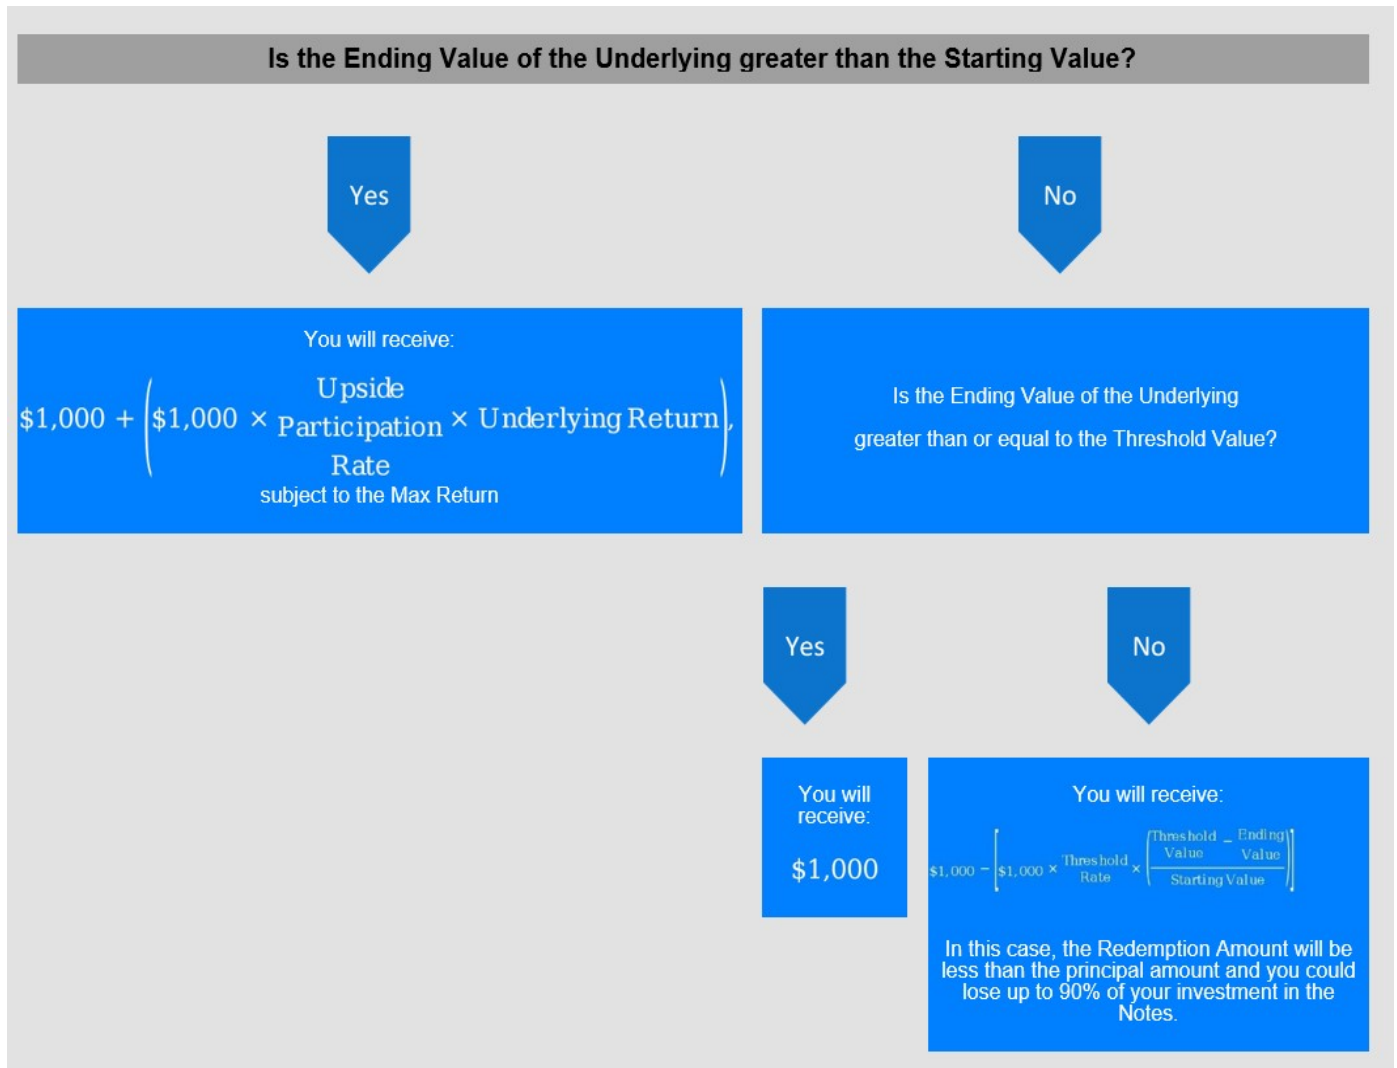 Is the Ending Value of the Underlying greater than the Starting Value?
Yes
No
You will receive:
$1,000 + ($1,000 × Upside Participation Rate × Underlying Return),
subject to the Max Return
Is the Ending Value of the Underlying
greater than or equal to the Threshold Value?
Yes
No
You will
receive:
$1,000
You will receive:
$1,000 − [$1,000 × Threshold Rate × (Threshold Value − Ending Value / Starting Value)]
In this case, the Redemption Amount will be
less than the principal amount and you could
lose up to 90% of your investment in the
Notes.